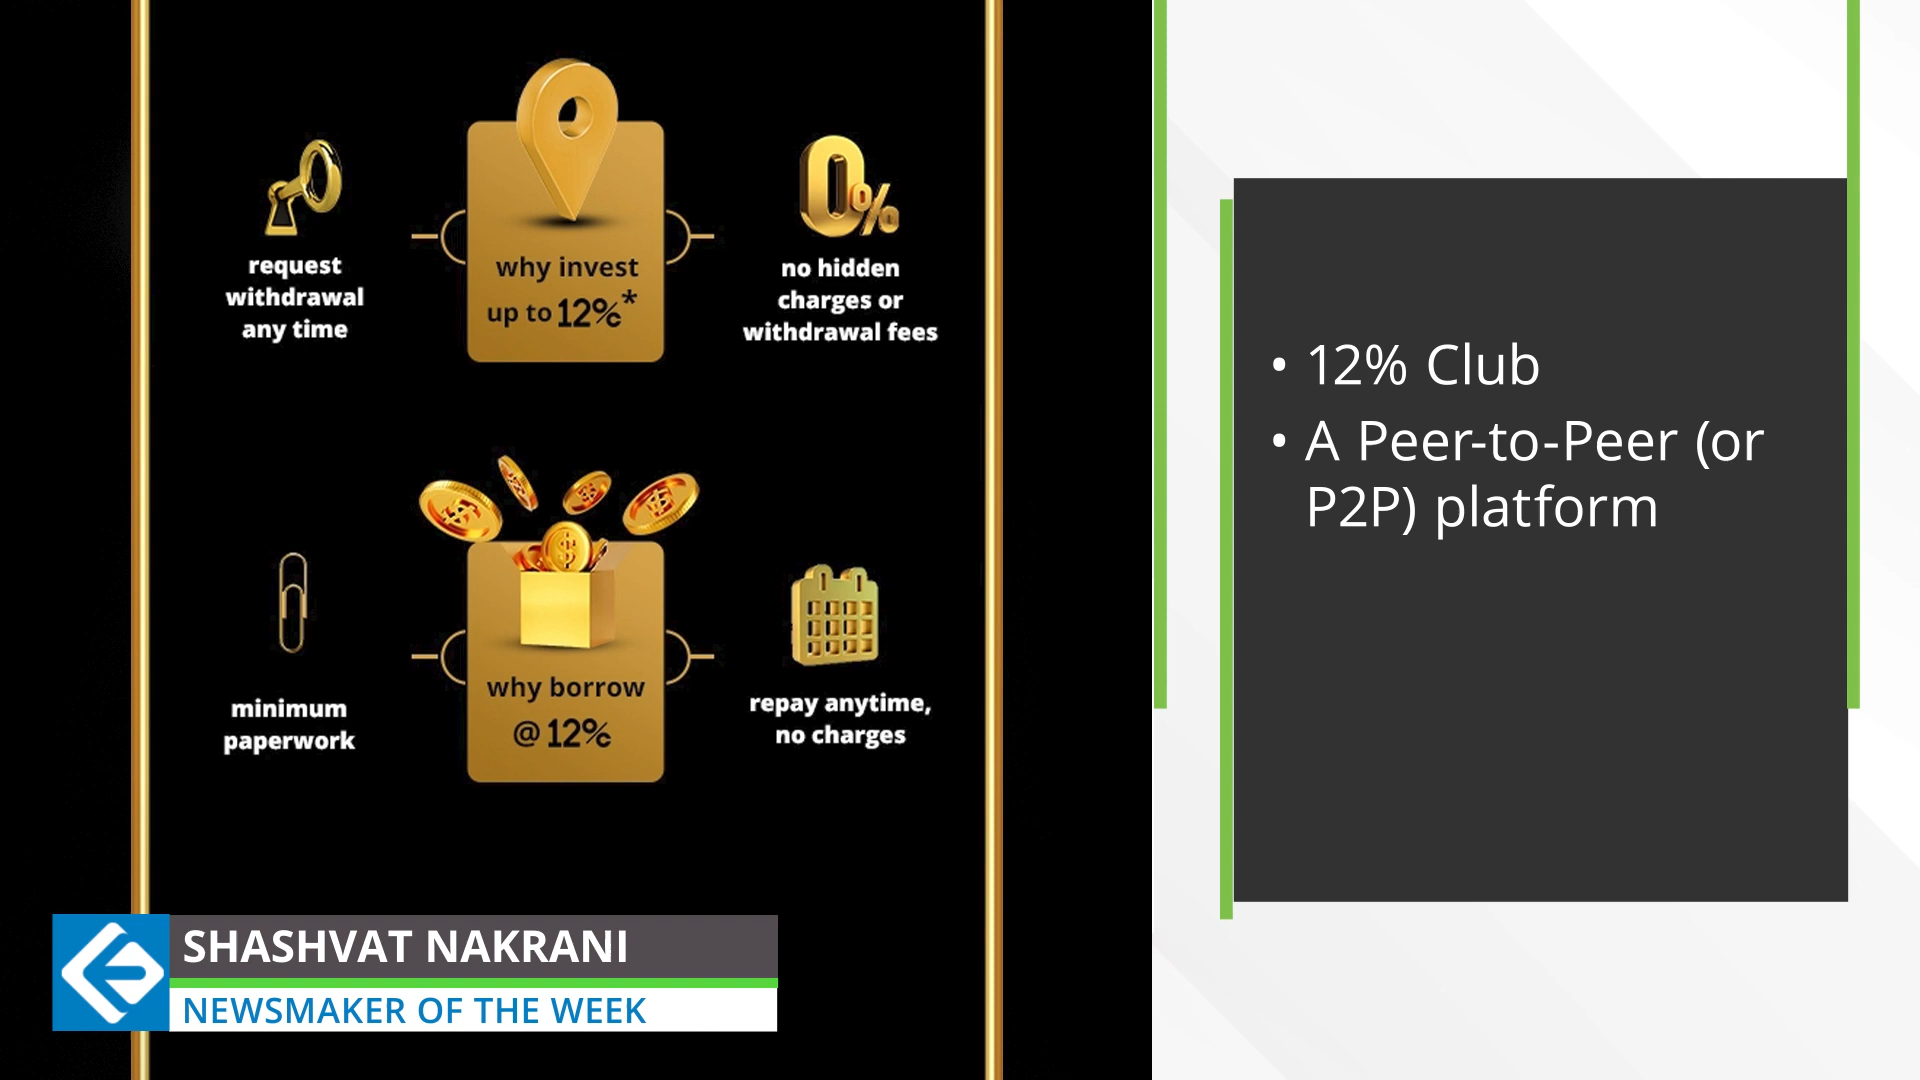 request
withdrawal
any time
why invest
up to 12%*
0%
no hidden
charges or
withdrawal fees
minimum
paperwork
why borrow
@ 12%
repay anytime,
no charges
• 12% Club
• A Peer-to-Peer (or
P2P) platform
SHASHVAT NAKRANI
NEWSMAKER OF THE WEEK